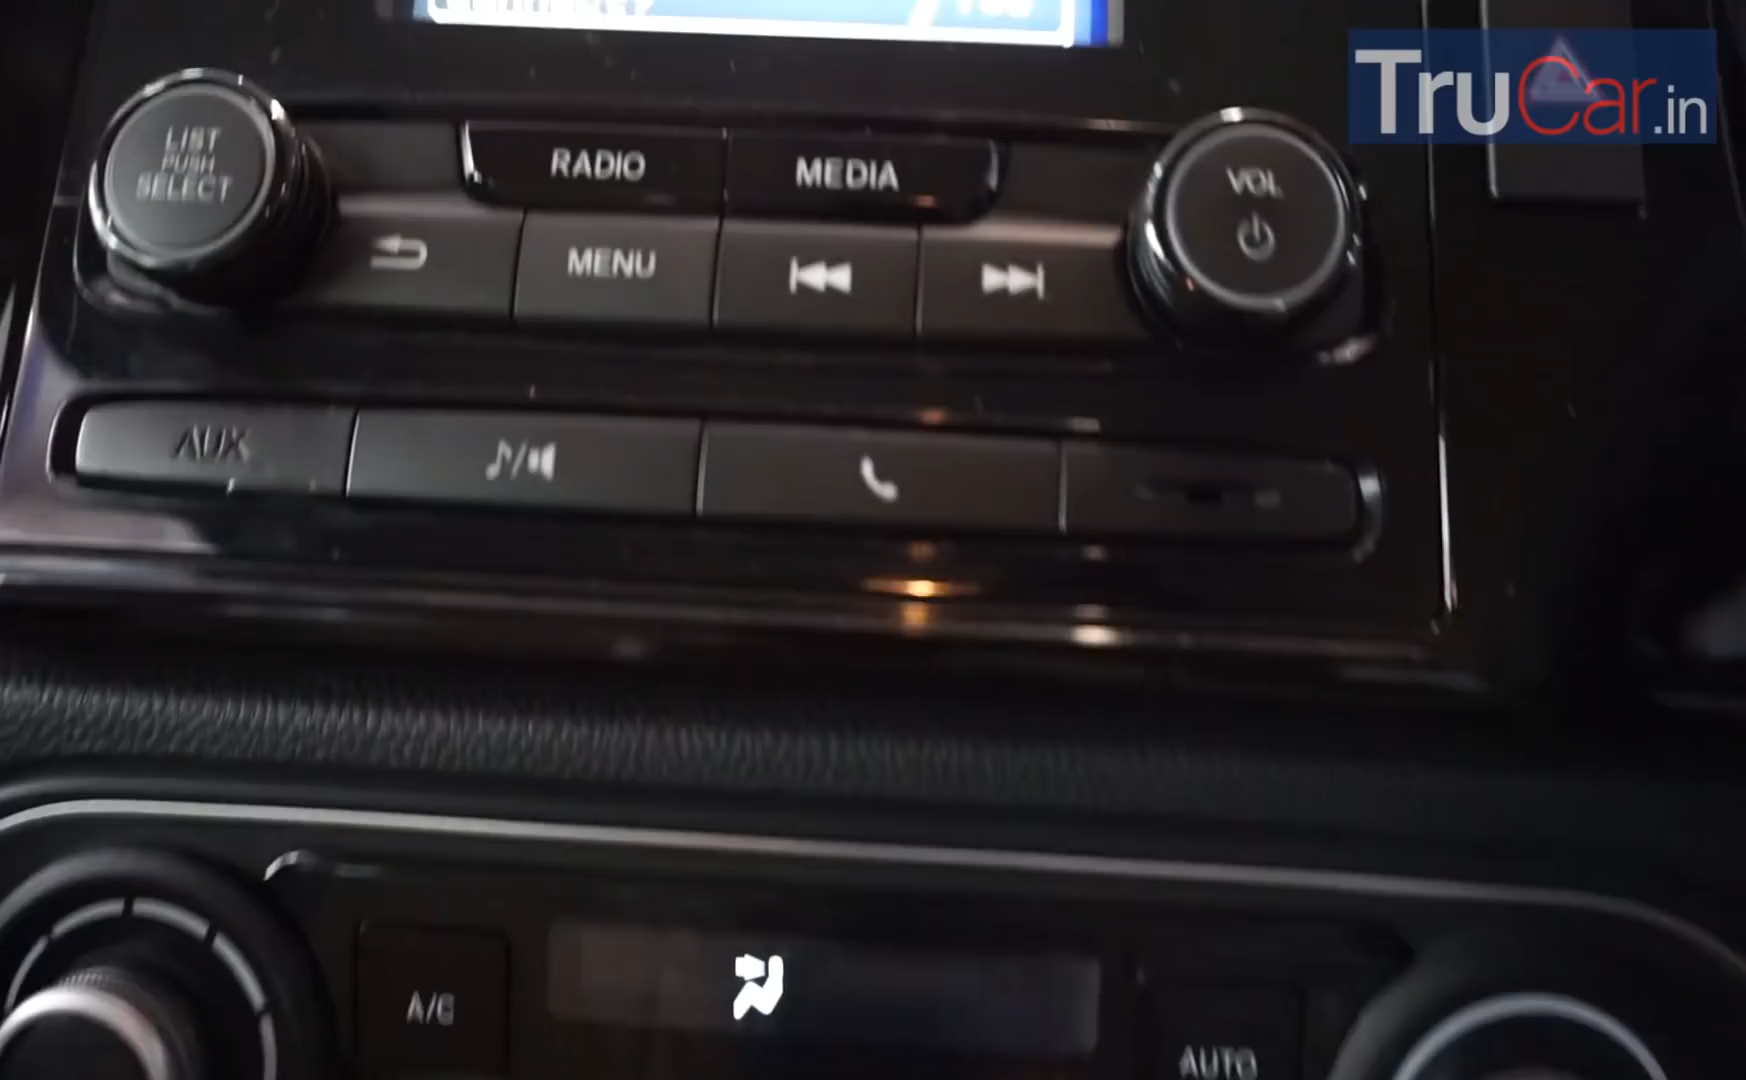 TruCar.in
LIST
PUSH
SELECT
RADIO
MEDIA
VOL
MENU
AUX
A/C
AUTO